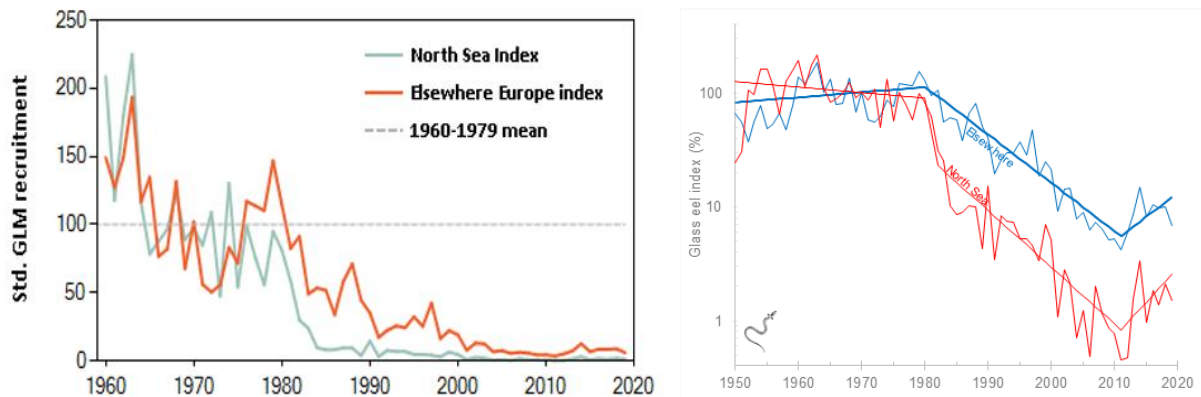 250
200
150
100
50
0
Std. GLM recruitment
North Sea Index
Elsewhere Europe index
1960-1979 mean
1960 1970 1980 1990 2000 2010 2020
100
10
1
Glass eel index (%)
Elsewhere
North Sea
1950 1960 1970 1980 1990 2000 2010 2020